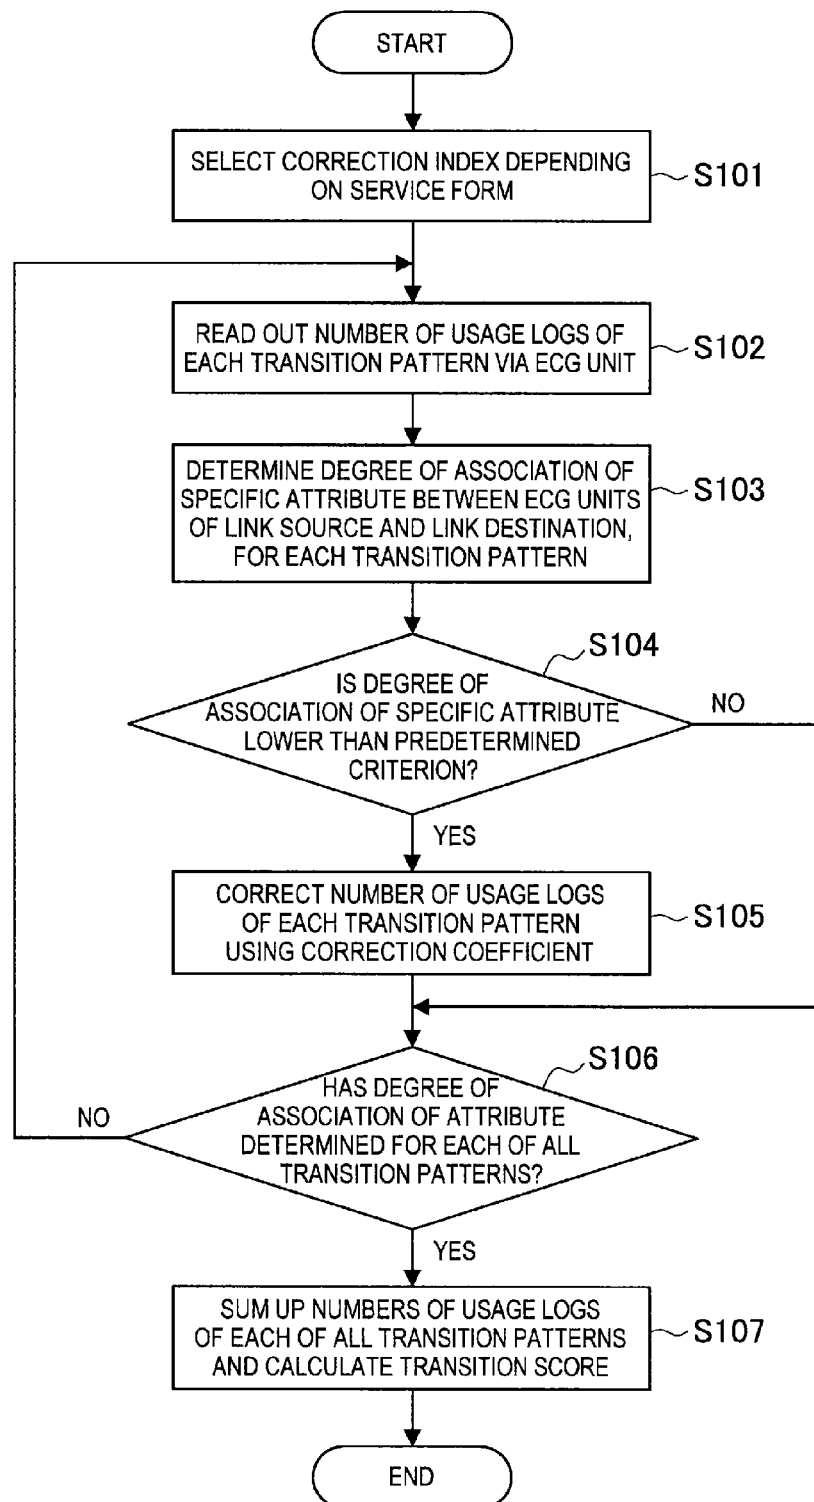 START
SELECT CORRECTION INDEX DEPENDING
ON SERVICE FORM
S101
READ OUT NUMBER OF USAGE LOGS OF
EACH TRANSITION PATTERN VIA ECG UNIT
S102
DETERMINE DEGREE OF ASSOCIATION OF
SPECIFIC ATTRIBUTE BETWEEN ECG UNITS
OF LINK SOURCE AND LINK DESTINATION,
FOR EACH TRANSITION PATTERN
S103
S104
IS DEGREE OF
ASSOCIATION OF SPECIFIC ATTRIBUTE
LOWER THAN PREDETERMINED
CRITERION?
NO
YES
CORRECT NUMBER OF USAGE LOGS
OF EACH TRANSITION PATTERN
USING CORRECTION COEFFICIENT
S105
S106
HAS DEGREE OF
ASSOCIATION OF ATTRIBUTE
DETERMINED FOR EACH OF ALL
TRANSITION PATTERNS?
NO
YES
SUM UP NUMBERS OF USAGE LOGS
OF EACH OF ALL TRANSITION PATTERNS
AND CALCULATE TRANSITION SCORE
S107
END